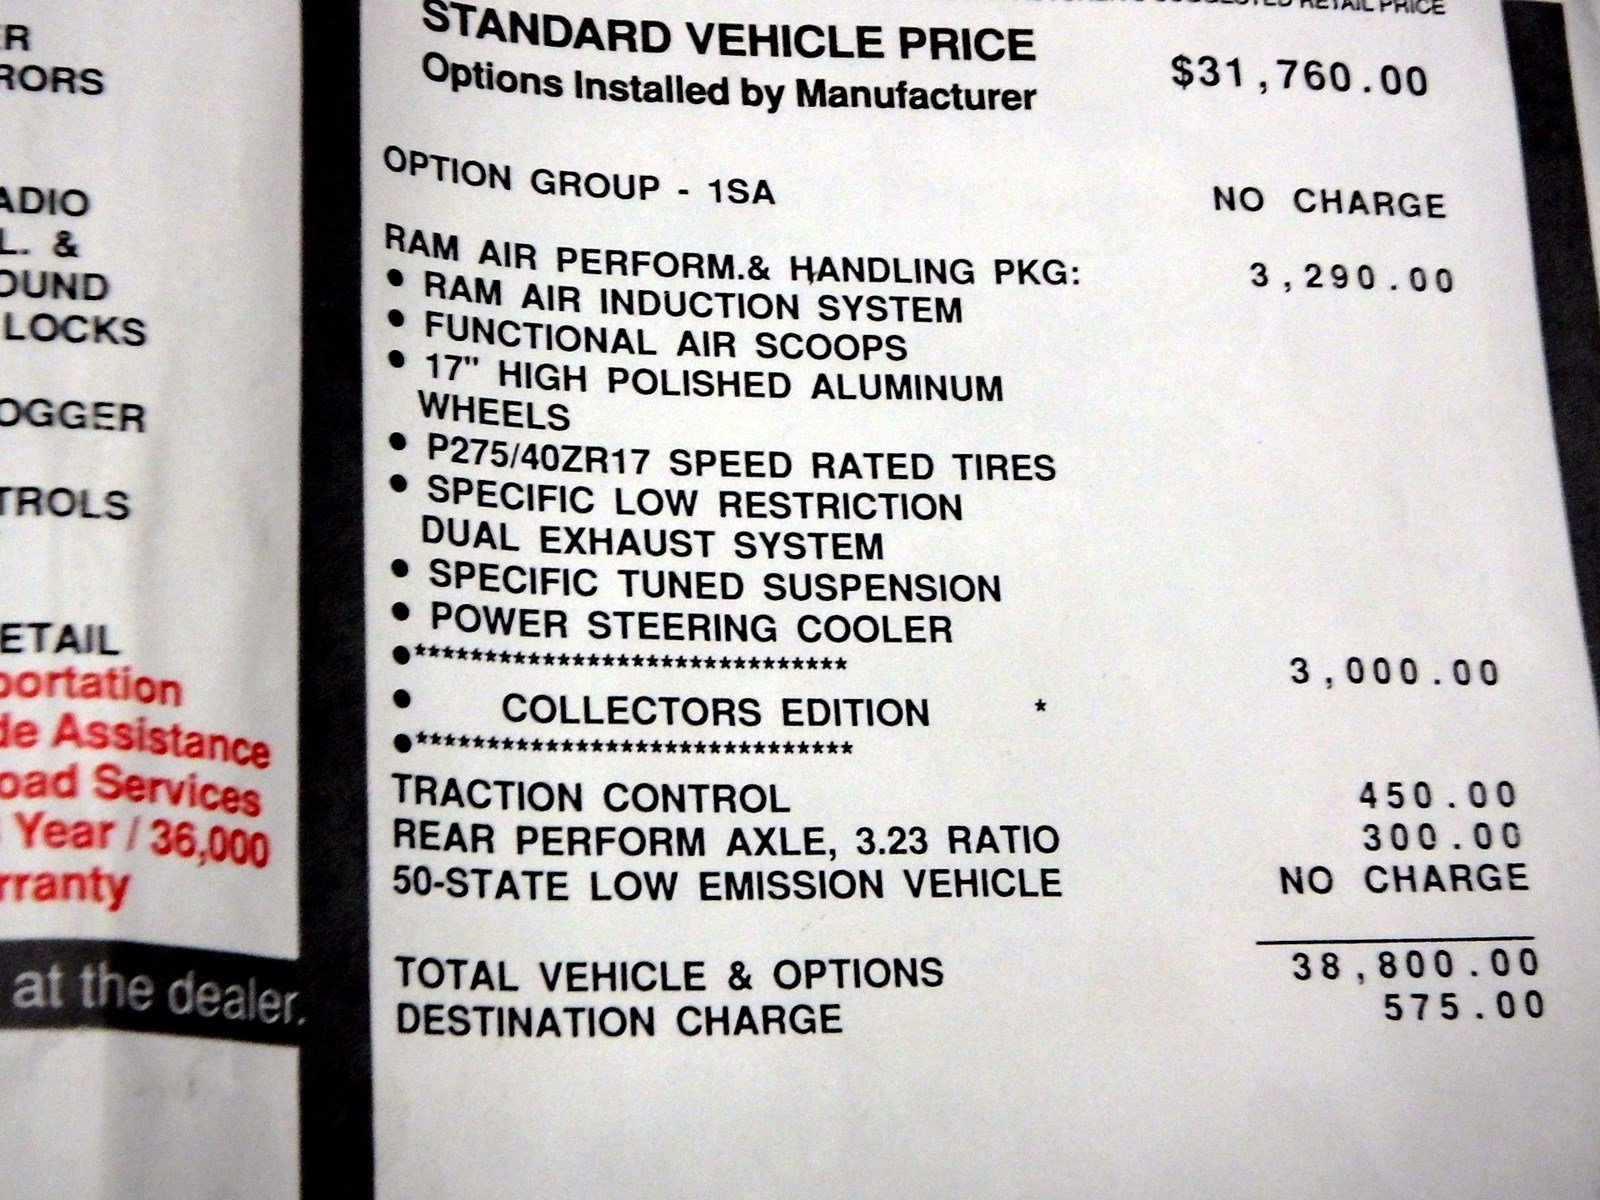 ER
RORS
ADIO
L. &
OUND
LOCKS
OGGER
TROLS
ETAIL
portation
de Assistance
oad Services
Year / 36,000
rranty
at the dealer.
SUGGESTED RETAIL PRICE
STANDARD VEHICLE PRICE $31,760.00
Options Installed by Manufacturer
OPTION GROUP - 1SA NO CHARGE
RAM AIR PERFORM.& HANDLING PKG: 3,290.00
• RAM AIR INDUCTION SYSTEM
• FUNCTIONAL AIR SCOOPS
• 17" HIGH POLISHED ALUMINUM
WHEELS
• P275/40ZR17 SPEED RATED TIRES
• SPECIFIC LOW RESTRICTION
DUAL EXHAUST SYSTEM
• SPECIFIC TUNED SUSPENSION
• POWER STEERING COOLER
•******************************* 3,000.00
• COLLECTORS EDITION *
•*******************************
TRACTION CONTROL 450.00
REAR PERFORM AXLE, 3.23 RATIO 300.00
50-STATE LOW EMISSION VEHICLE NO CHARGE
TOTAL VEHICLE & OPTIONS 38,800.00
DESTINATION CHARGE 575.00